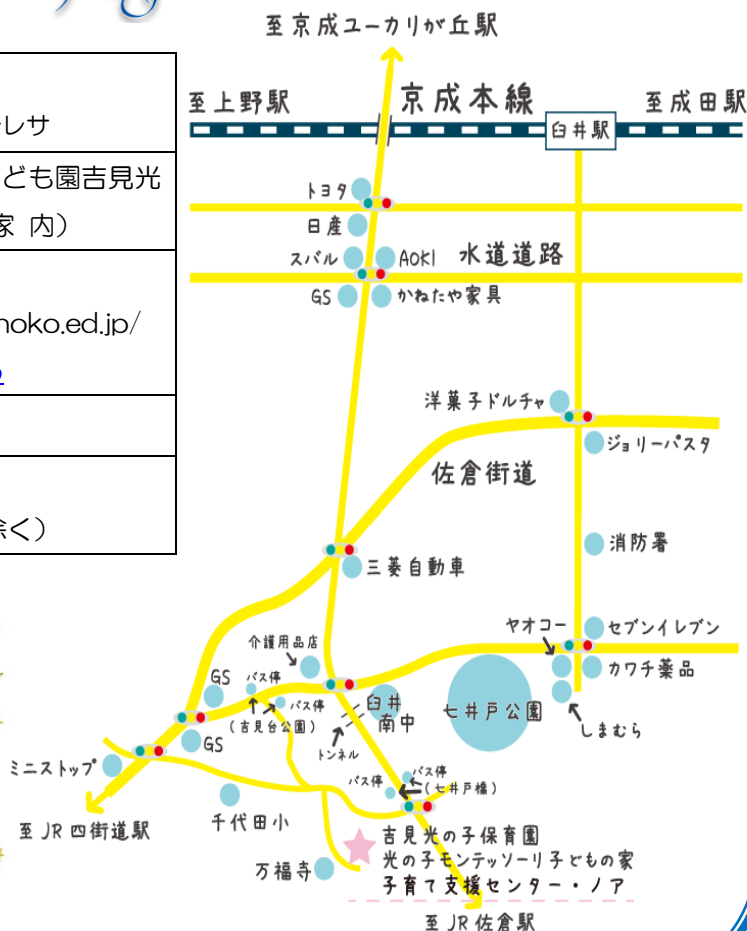 レサ
ども園吉見光
家 内）
noko.ed.jp/
除く）
至京成ユーカリが丘駅
至上野駅
京成本線
至成田駅
臼井駅
トヨタ
日産
スバル
AOKI
水道道路
GS
かねたや家具
洋菓子ドルチャ
ジョリーパスタ
佐倉街道
消防署
三菱自動車
ヤオコー
セブンイレブン
介護用品店
カワチ薬品
GS
バス停
バス停
(吉見台公園)
臼井
南中
七井戸公園
しまむら
GS
トンネル
ミニストップ
バス停
バス停
(七井戸橋)
至JR四街道駅
千代田小
吉見光の子保育園
光の子モンテッソーリ子どもの家
子育て支援センター・ノア
万福寺
至JR佐倉駅